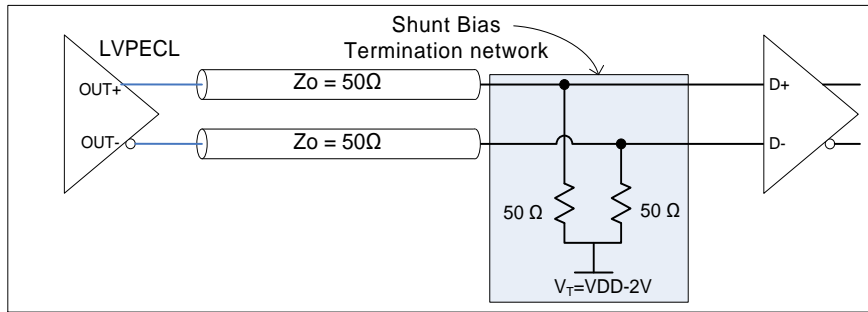 Shunt Bias
Termination network
LVPECL
OUT+
OUT-
Zo = 50Ω
Zo = 50Ω
D+
D-
50 Ω
50 Ω
VT=VDD-2V